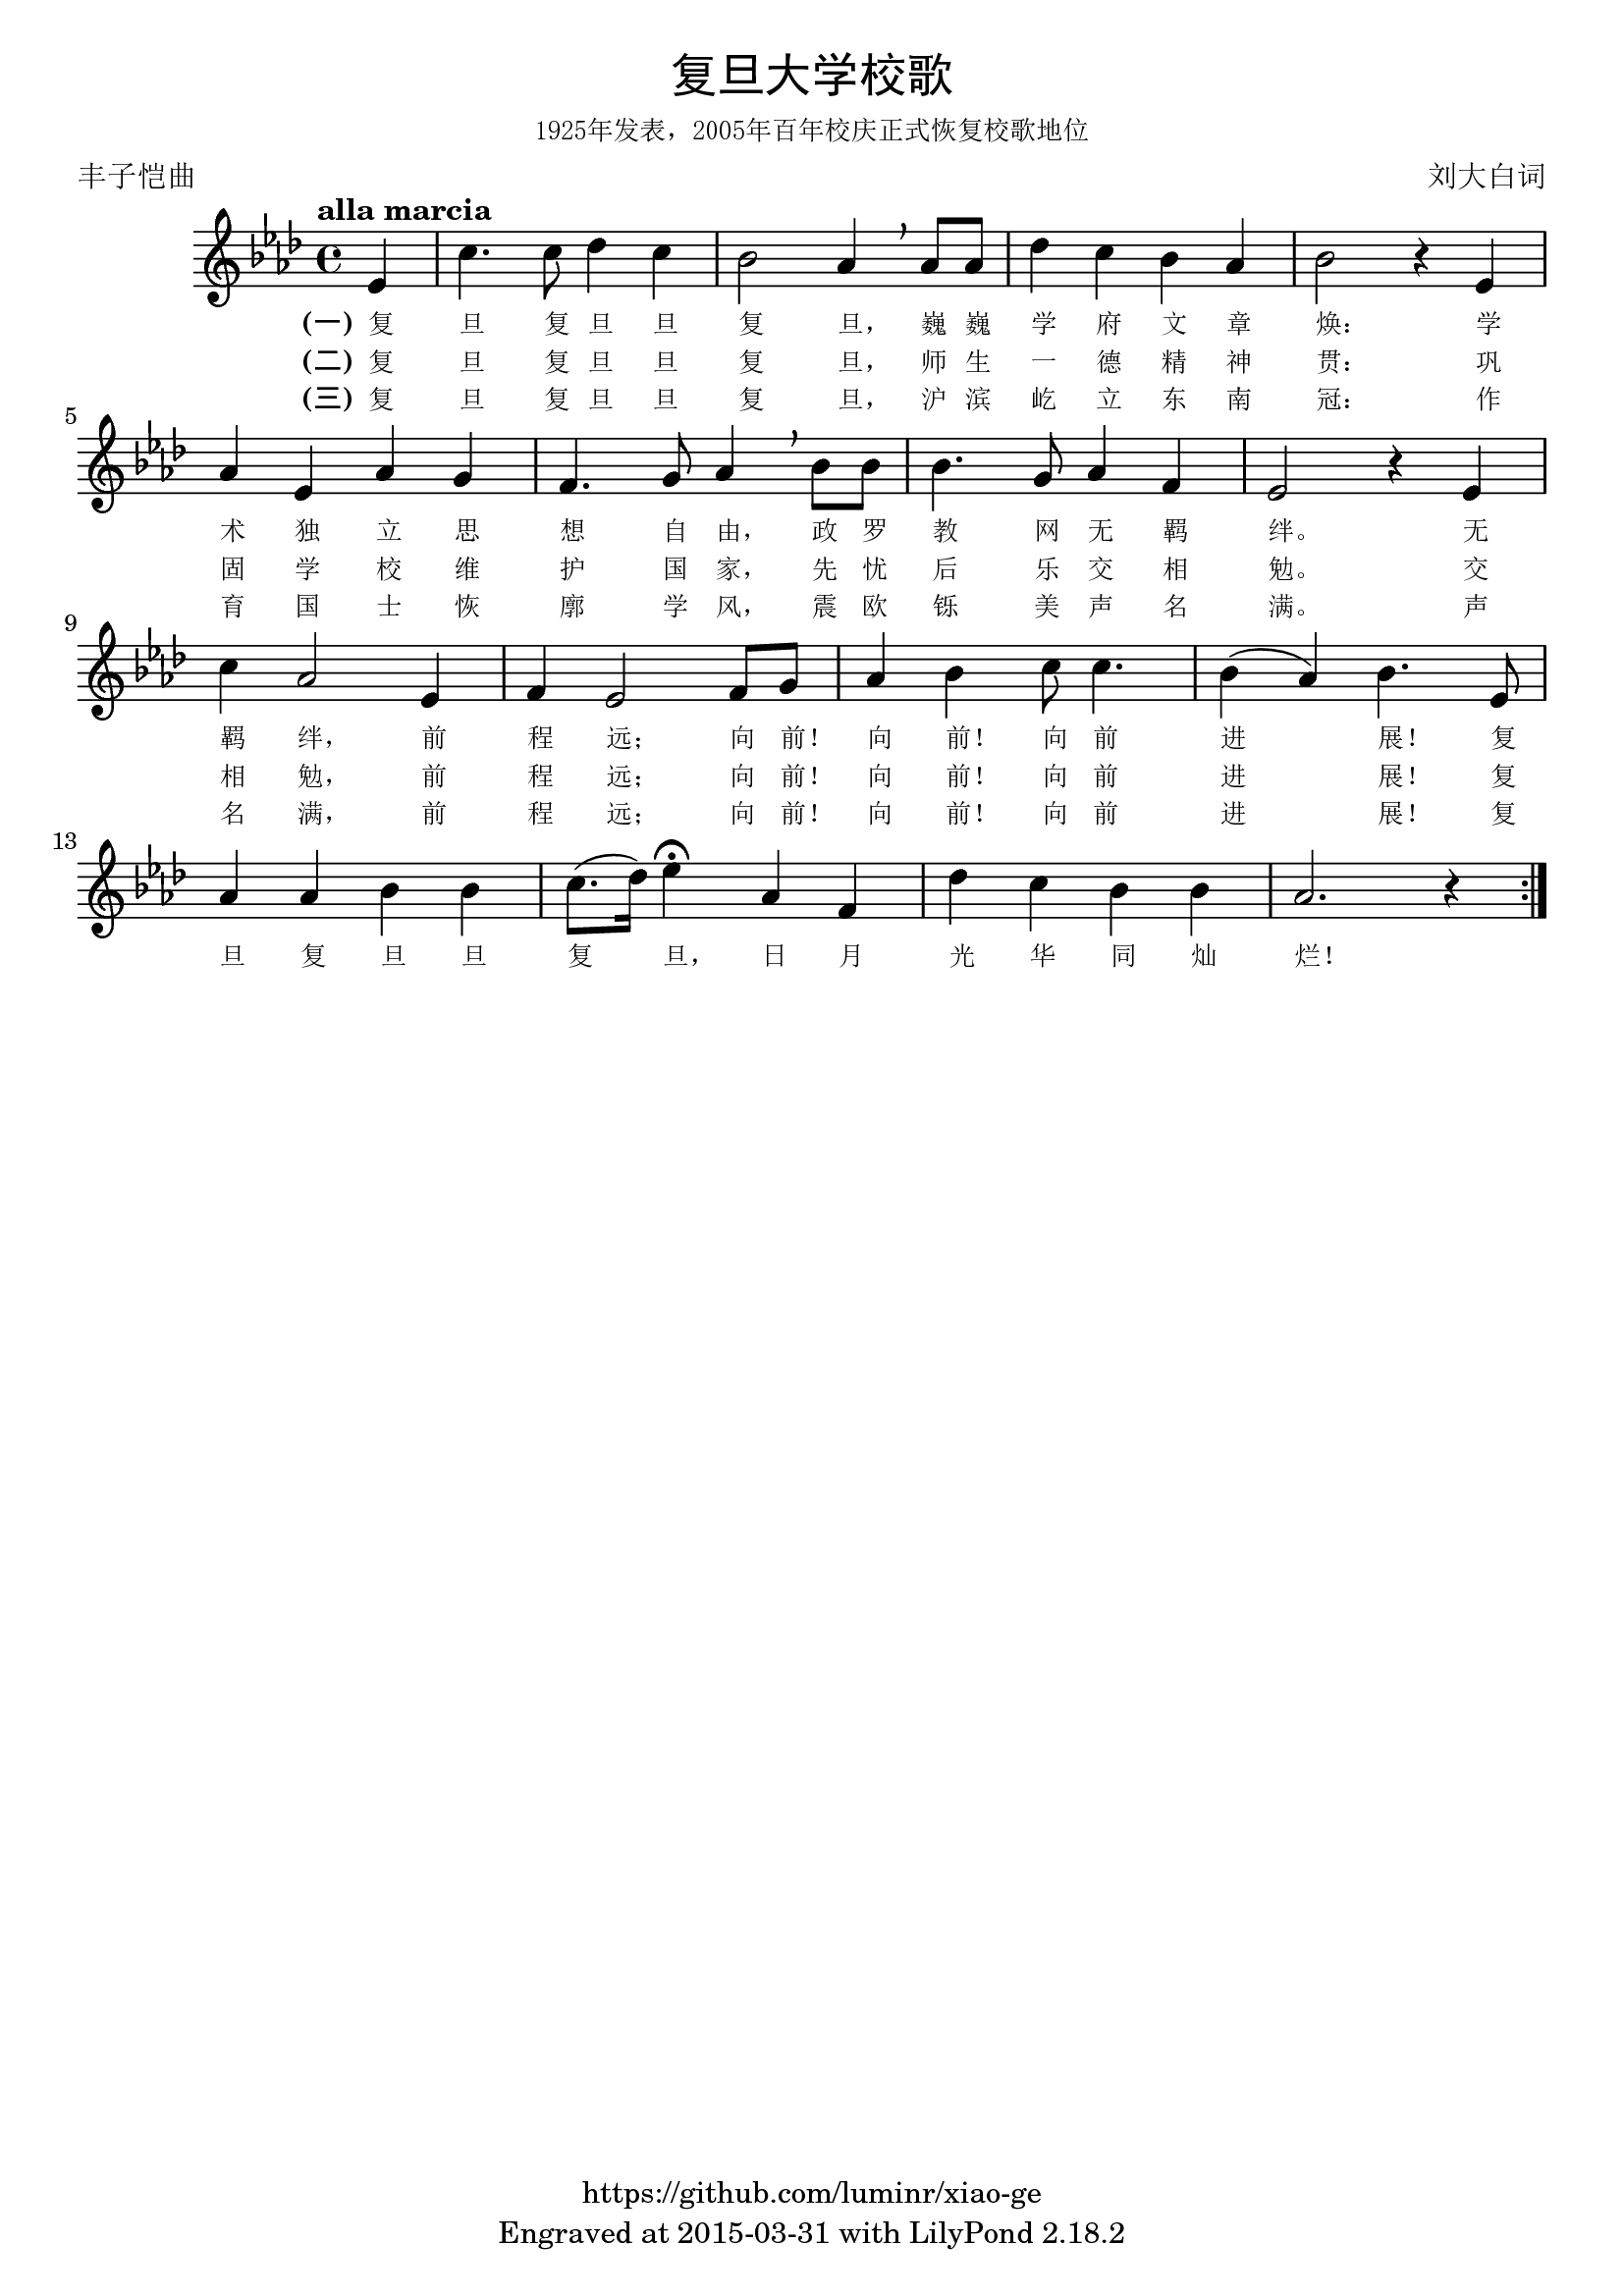 复旦大学校歌
1925年发表，2005年百年校庆正式恢复校歌地位
丰子恺曲 刘大白词
alla marcia
(一) 复 旦 复 旦 旦 复 旦， 巍 巍 学 府 文 章 焕： 学
(二) 复 旦 复 旦 旦 复 旦， 师 生 一 德 精 神 贯： 巩
(三) 复 旦 复 旦 旦 复 旦， 沪 滨 屹 立 东 南 冠： 作
5
术 独 立 思 想 自 由， 政 罗 教 网 无 羁 绊。 无
固 学 校 维 护 国 家， 先 忧 后 乐 交 相 勉。 交
育 国 士 恢 廓 学 风， 震 欧 铄 美 声 名 满。 声
9
羁 绊， 前 程 远； 向 前！ 向 前！ 向 前 进 展！ 复
相 勉， 前 程 远； 向 前！ 向 前！ 向 前 进 展！ 复
名 满， 前 程 远； 向 前！ 向 前！ 向 前 进 展！ 复
13
旦 复 旦 旦 复 旦， 日 月 光 华 同 灿 烂！
https://github.com/luminr/xiao-ge
Engraved at 2015-03-31 with LilyPond 2.18.2